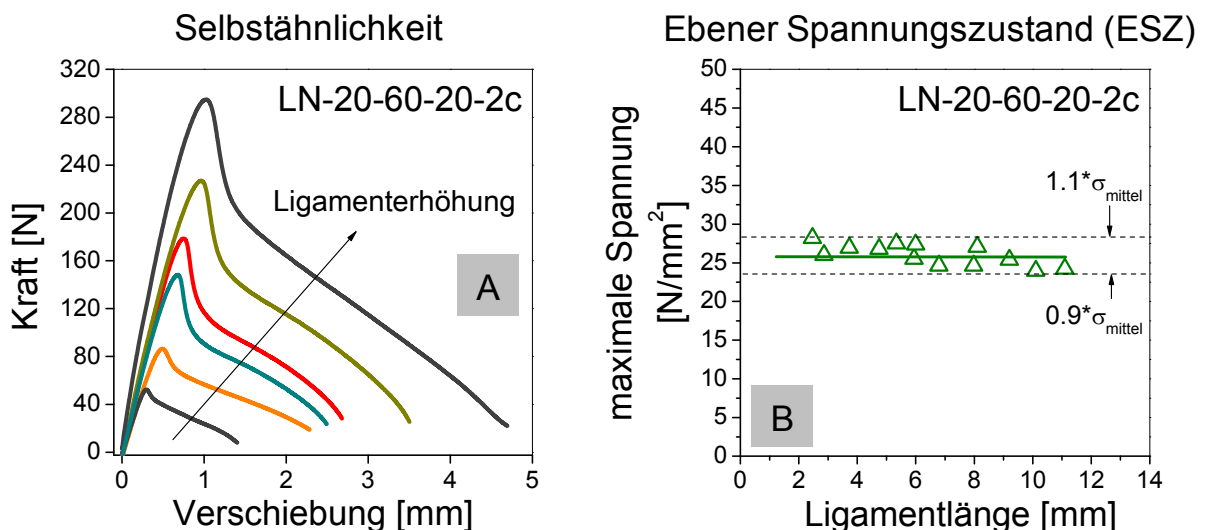 Selbstähnlichkeit
Kraft [N]
320
280
240
200
160
120
80
40
0
LN-20-60-20-2c
Ligamenterhöhung
A
0 1 2 3 4 5
Verschiebung [mm]
Ebener Spannungszustand (ESZ)
maximale Spannung
[N/mm²]
50
45
40
35
30
25
20
15
10
5
0
LN-20-60-20-2c
1.1*σmittel
0.9*σmittel
B
0 2 4 6 8 10 12 14
Ligamentlänge [mm]